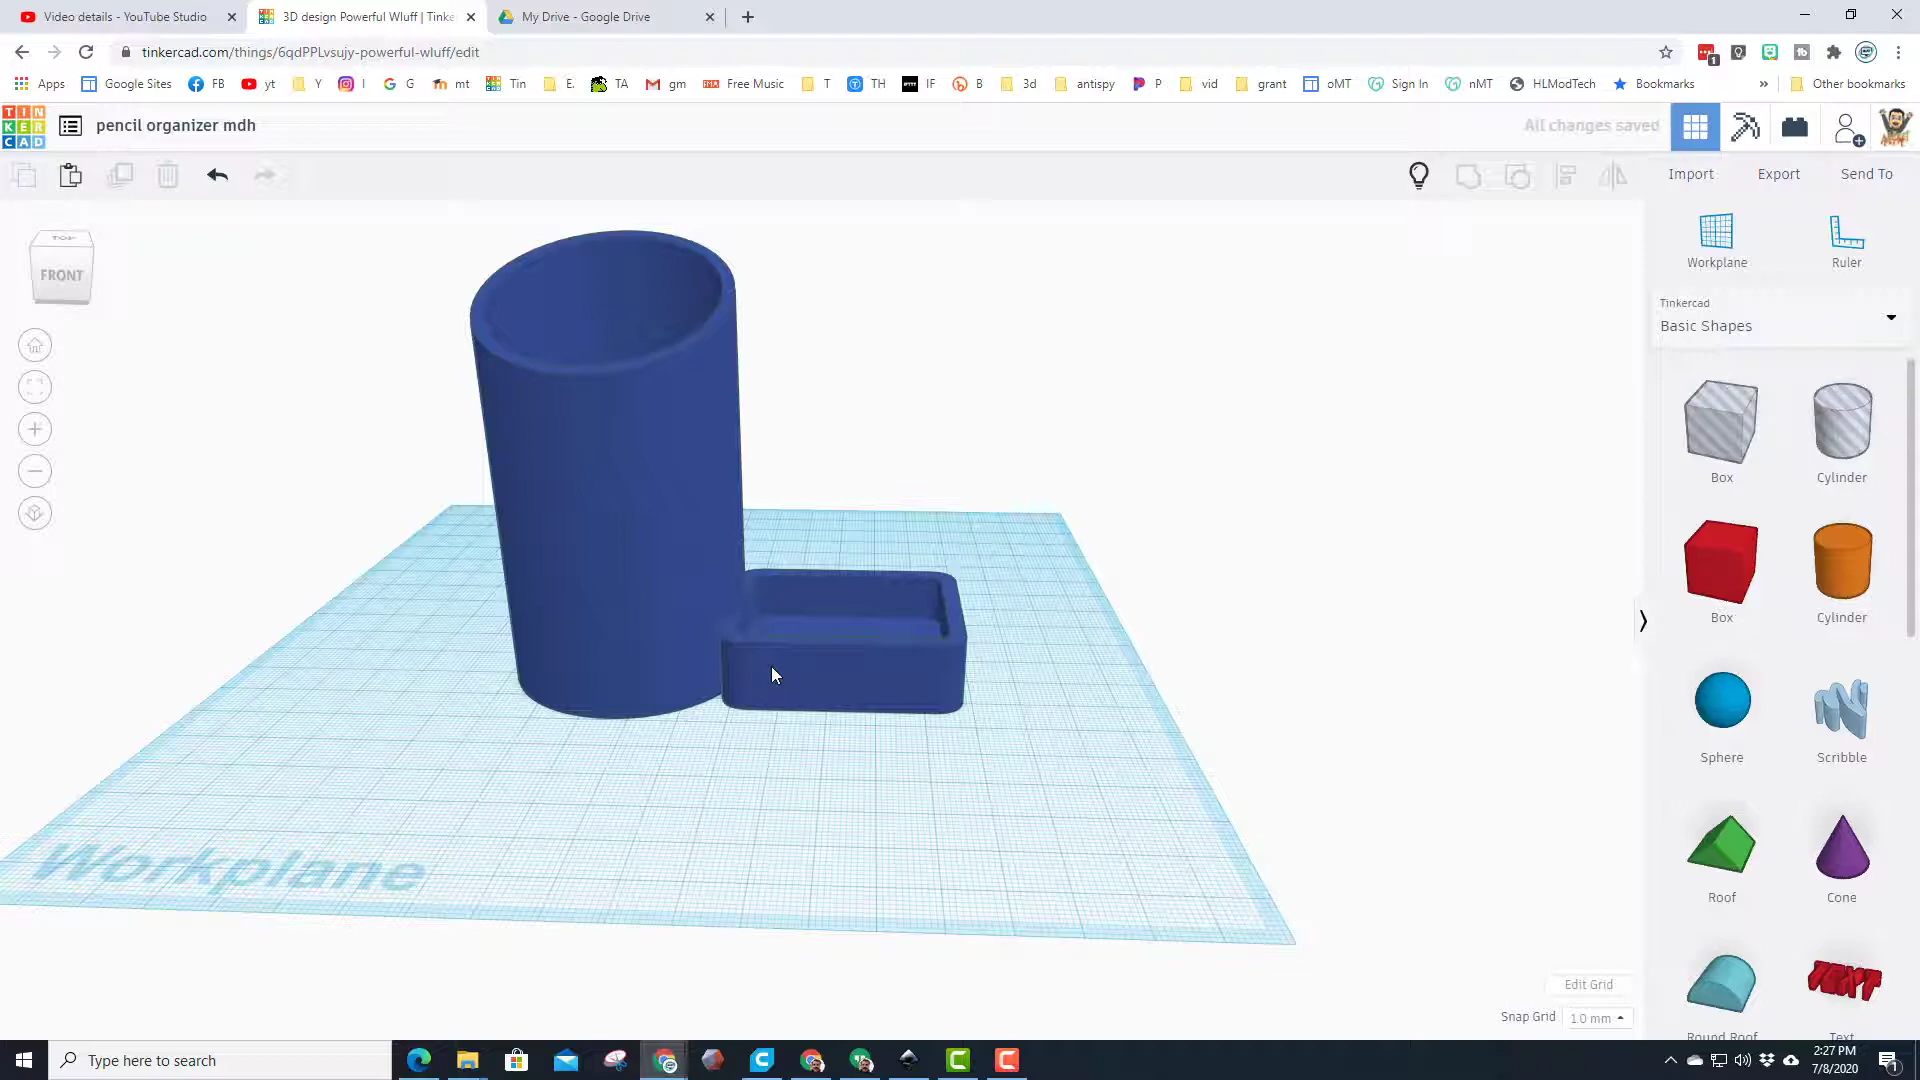 Video details - YouTube Studio
3D design Powerful Wluff | Tinke
My Drive - Google Drive
tinkercad.com/things/6qdPPLvsujy-powerful-wluff/edit
1
Apps Google Sites FB yt Y I G mt Tin E. TA gm Free Music T TH IF B 3d antispy P vid grant oMT Sign In nMT HLModTech Bookmarks » Other bookmarks
TIN
KER
CAD
pencil organizer mdh
All changes saved
Import Export Send To
TOP
FRONT
Workplane Ruler
Tinkercad
Basic Shapes
Box Cylinder
Box Cylinder
Sphere Scribble
Roof Cone
TEXT
Round Roof Text
Workplane
Edit Grid
Snap Grid 1.0 mm
Type here to search
2:27 PM
7/8/2020
1